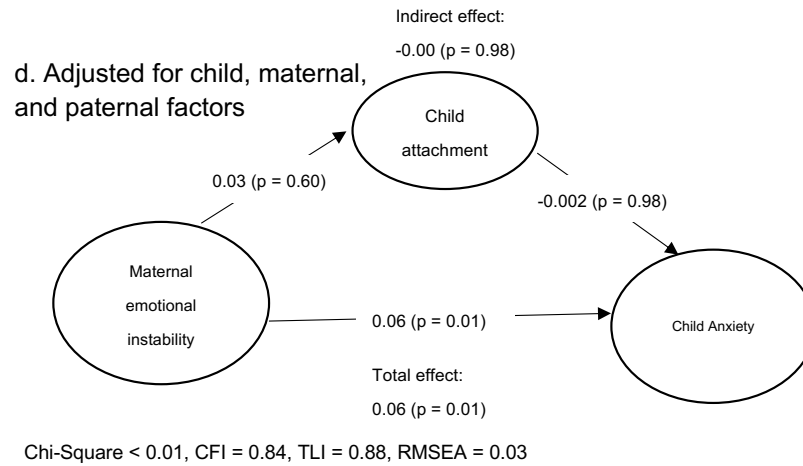 Indirect effect:
-0.00 (p = 0.98)
d. Adjusted for child, maternal,
and paternal factors
Child
attachment
0.03 (p = 0.60)
-0.002 (p = 0.98)
Maternal
emotional
instability
0.06 (p = 0.01)
Child Anxiety
Total effect:
0.06 (p = 0.01)
Chi-Square < 0.01, CFI = 0.84, TLI = 0.88, RMSEA = 0.03